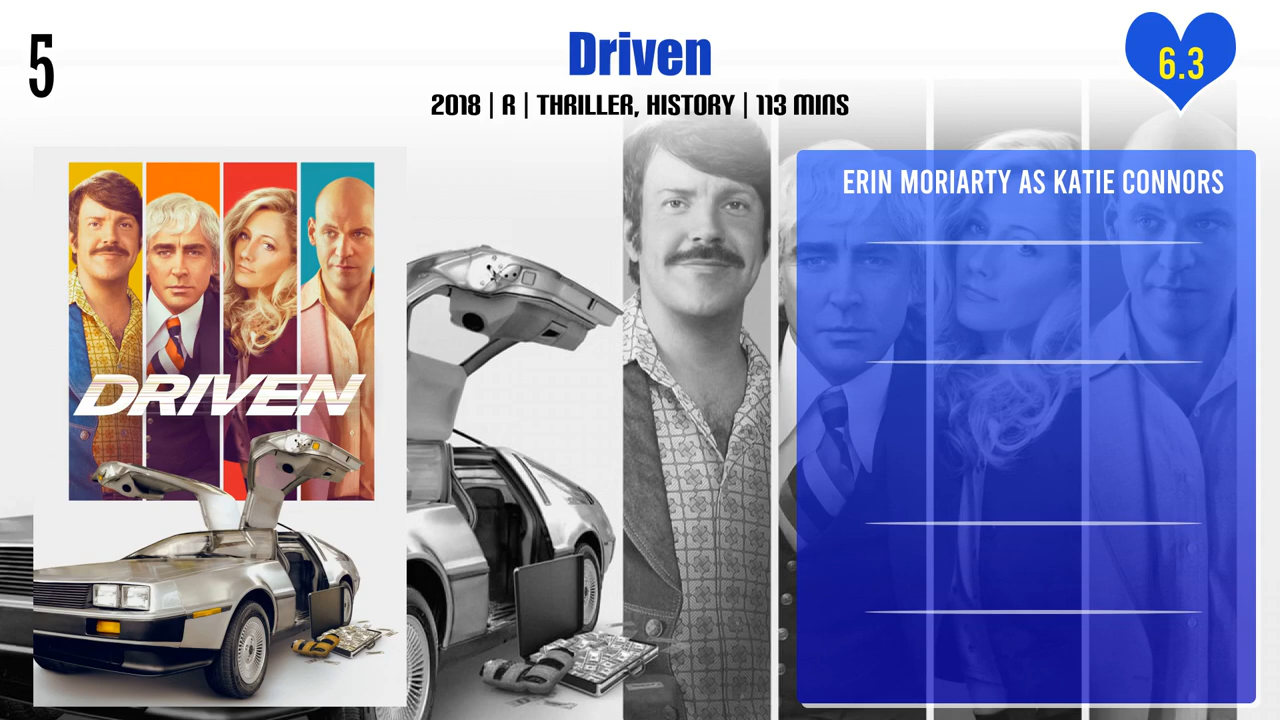 5
Driven
6.3
2018 | R | THRILLER, HISTORY | 113 MINS
ERIN MORIARTY AS KATIE CONNORS
DRIVEN